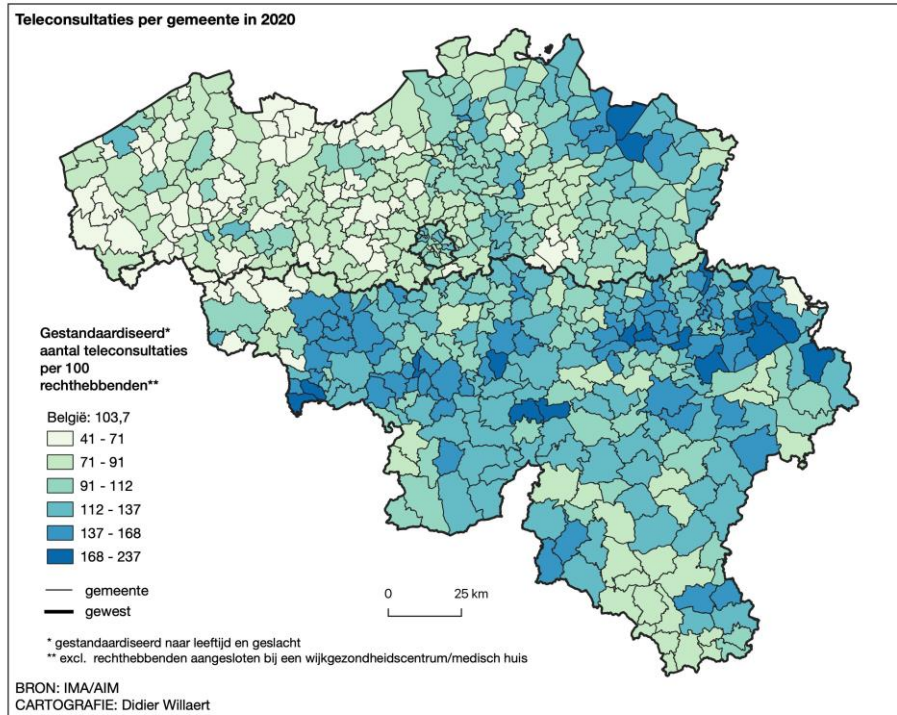 Teleconsultaties per gemeente in 2020
Gestandaardiseerd*
aantal teleconsultaties
per 100
rechthebbenden**
België: 103,7
41 - 71
71 - 91
91 - 112
112 - 137
137 - 168
168 - 237
gemeente
gewest
0 25 km
* gestandaardiseerd naar leeftijd en geslacht
** excl. rechthebbenden aangesloten bij een wijkgezondheidscentrum/medisch huis
BRON: IMA/AIM
CARTOGRAFIE: Didier Willaert